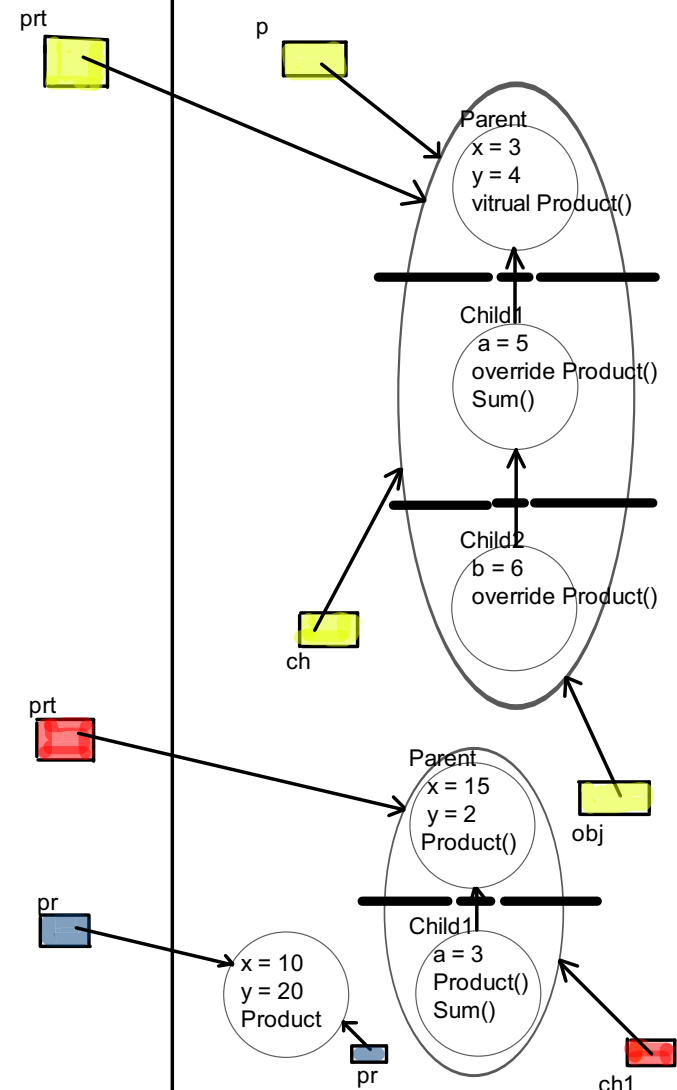 prt
p
Parent
x = 3
y = 4
vitrual Product()
Child1
a = 5
override Product()
Sum()
Child2
b = 6
override Product()
ch
prt
obj
Parent
x = 15
y = 2
Product()
pr
Child1
a = 3
Product()
Sum()
x = 10
y = 20
Product
pr
ch1